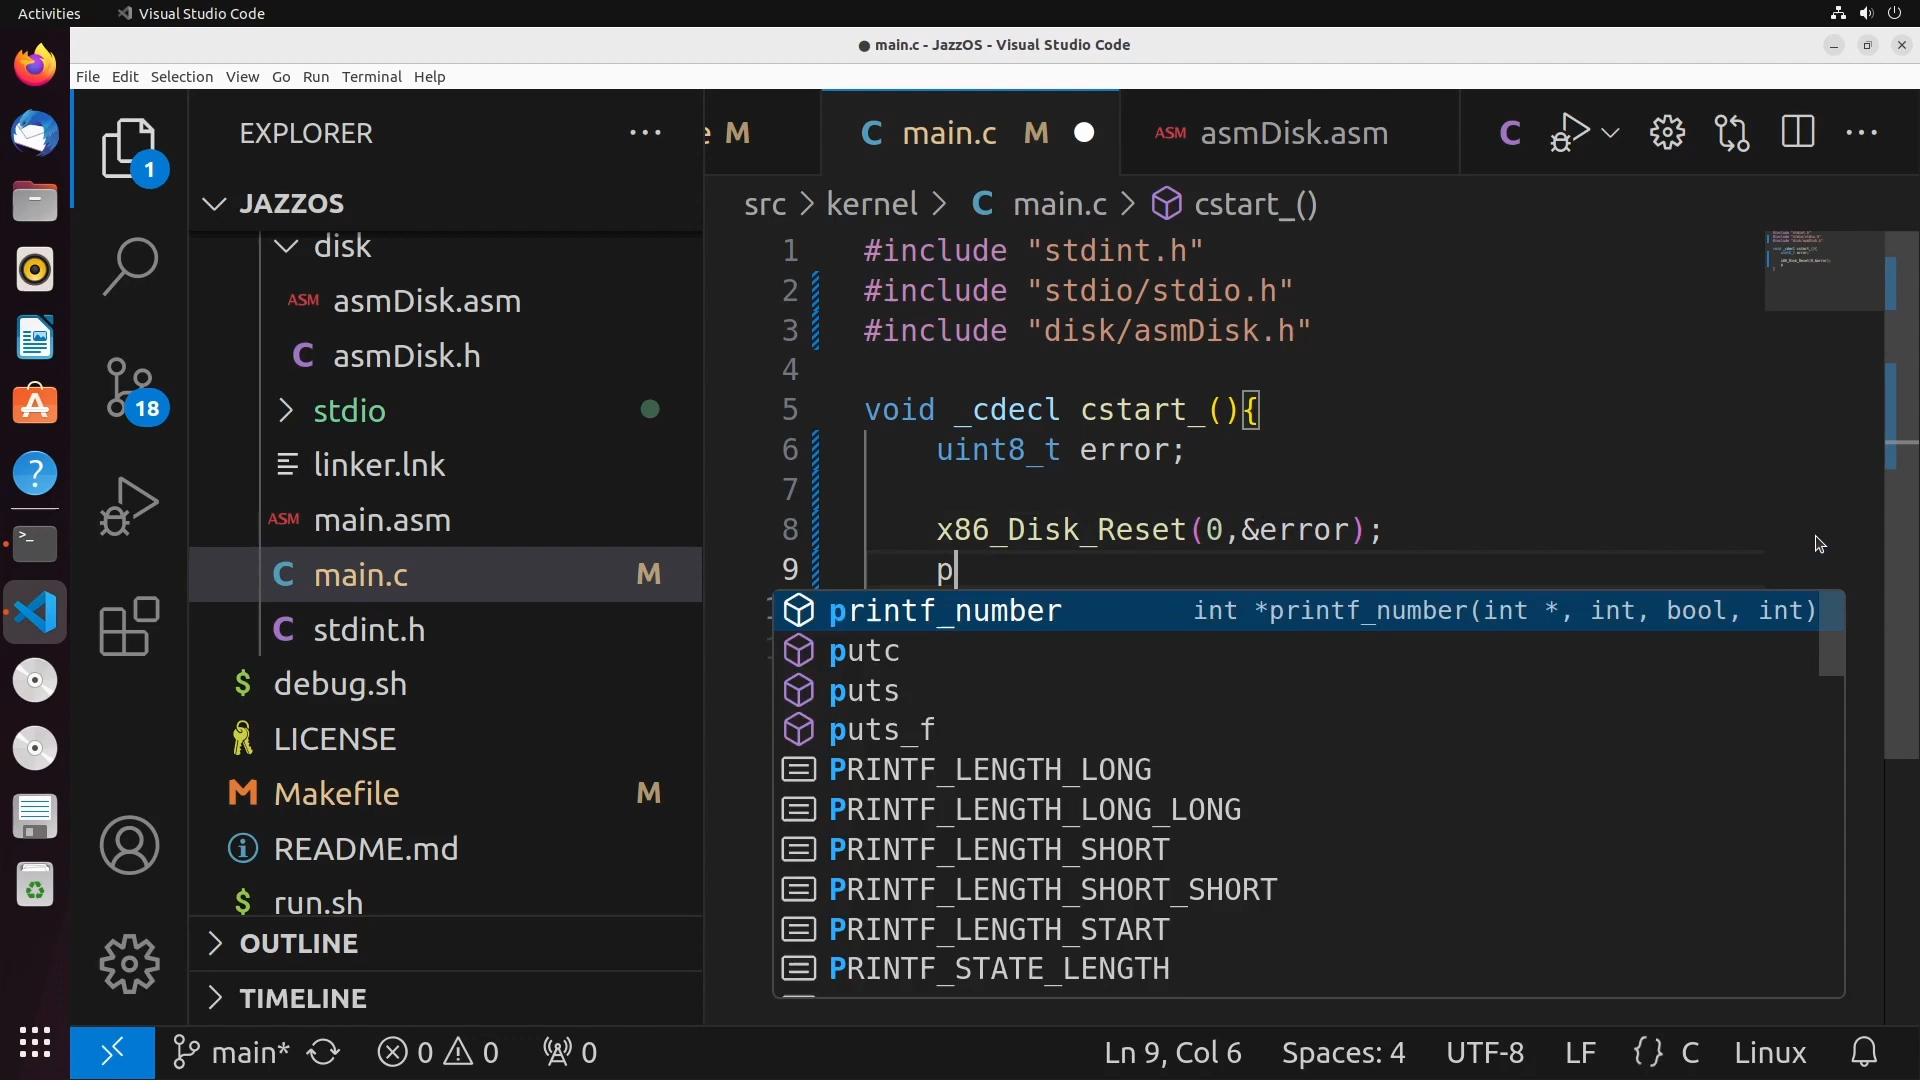 Activities Visual Studio Code
● main.c - JazzOS - Visual Studio Code
File Edit Selection View Go Run Terminal Help
EXPLORER
JAZZOS
disk
ASM asmDisk.asm
C asmDisk.h
stdio
linker.lnk
ASM main.asm
C main.c M
C stdint.h
$ debug.sh
LICENSE
Makefile M
README.md
$ run.sh
OUTLINE
TIMELINE
1
18
M
C main.c M
ASM asmDisk.asm
src > kernel > C main.c > cstart_()
1 #include "stdint.h"
2 #include "stdio/stdio.h"
3 #include "disk/asmDisk.h"
4
5 void _cdecl cstart_(){
6 uint8_t error;
7
8 x86_Disk_Reset(0,&error);
9 p
printf_number int *printf_number(int *, int, bool, int)
putc
puts
puts_f
PRINTF_LENGTH_LONG
PRINTF_LENGTH_LONG_LONG
PRINTF_LENGTH_SHORT
PRINTF_LENGTH_SHORT_SHORT
PRINTF_LENGTH_START
PRINTF_STATE_LENGTH
main* 0 0 0 Ln 9, Col 6 Spaces: 4 UTF-8 LF {} C Linux